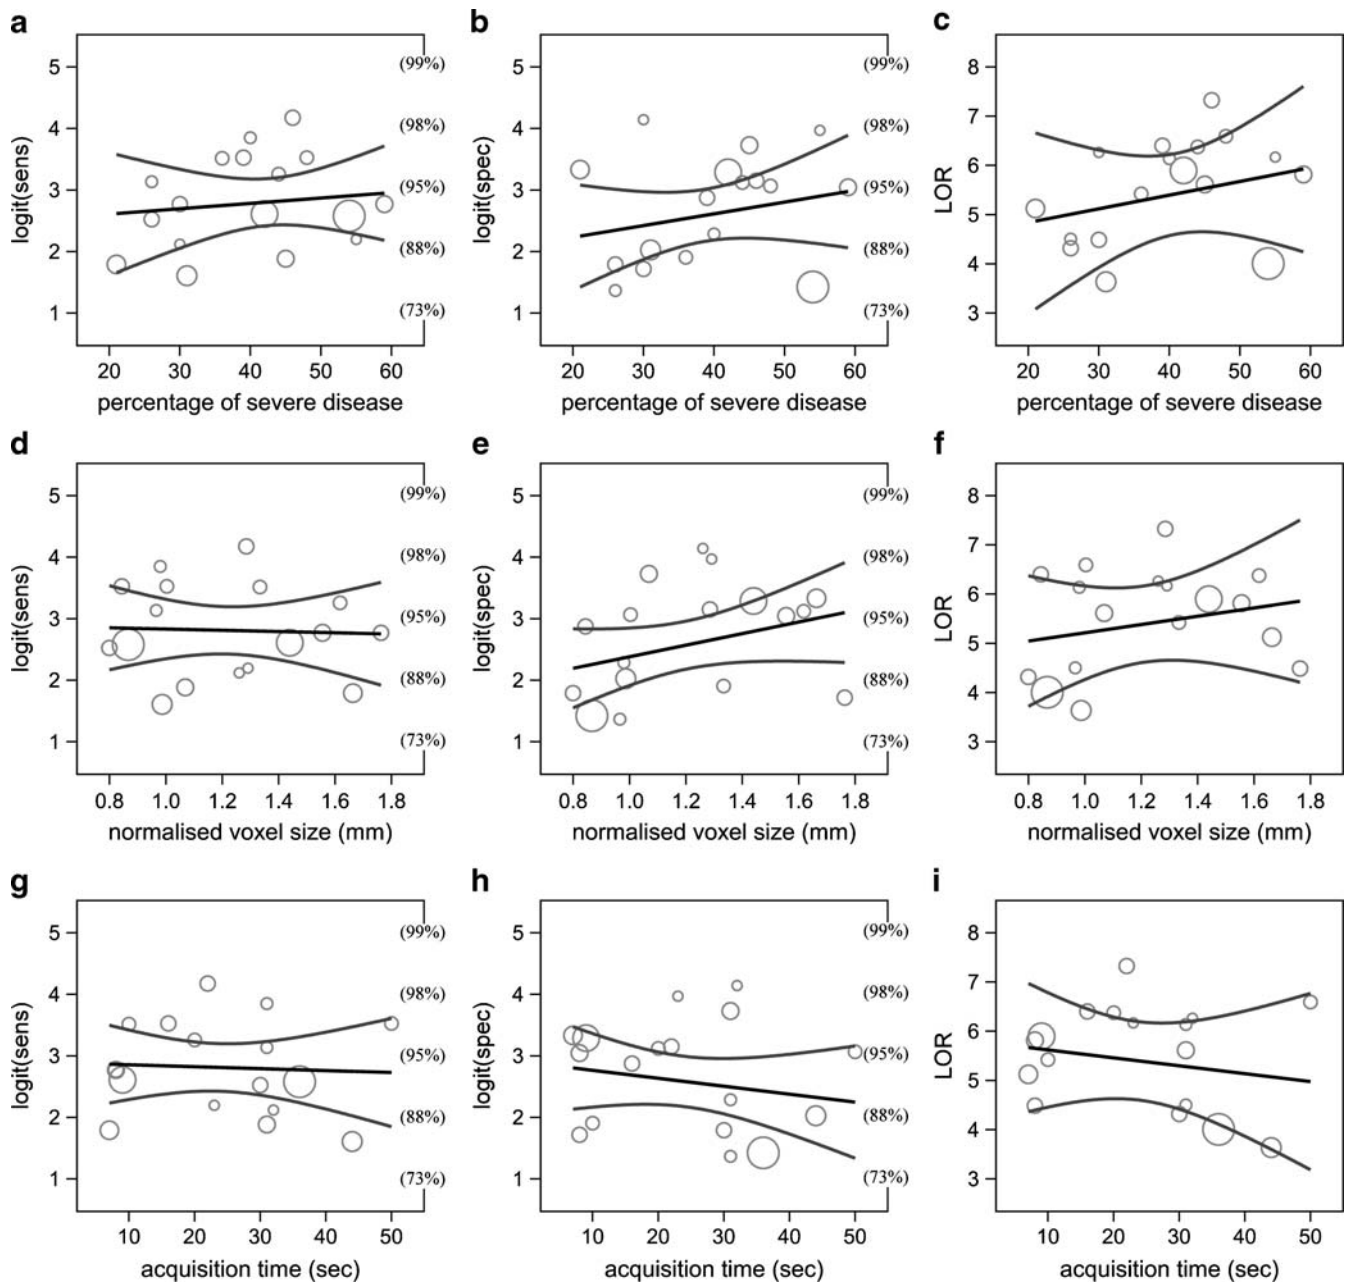 a
b
c
5
4
3
2
1
logit(sens)
(99%)
(98%)
(95%)
(88%)
(73%)
20 30 40 50 60
percentage of severe disease
5
4
3
2
1
logit(spec)
(99%)
(98%)
(95%)
(88%)
(73%)
20 30 40 50 60
percentage of severe disease
8
7
6
5
4
3
LOR
20 30 40 50 60
percentage of severe disease
d
e
f
5
4
3
2
1
logit(sens)
(99%)
(98%)
(95%)
(88%)
(73%)
0.8 1.0 1.2 1.4 1.6 1.8
normalised voxel size (mm)
5
4
3
2
1
logit(spec)
(99%)
(98%)
(95%)
(88%)
(73%)
0.8 1.0 1.2 1.4 1.6 1.8
normalised voxel size (mm)
8
7
6
5
4
3
LOR
0.8 1.0 1.2 1.4 1.6 1.8
normalised voxel size (mm)
g
h
i
5
4
3
2
1
logit(sens)
(99%)
(98%)
(95%)
(88%)
(73%)
10 20 30 40 50
acquisition time (sec)
5
4
3
2
1
logit(spec)
(99%)
(98%)
(95%)
(88%)
(73%)
10 20 30 40 50
acquisition time (sec)
8
7
6
5
4
3
LOR
10 20 30 40 50
acquisition time (sec)